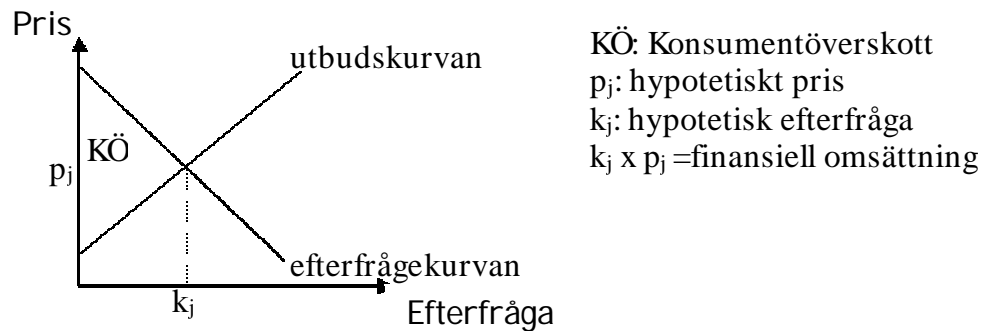 Pris
utbudskurvan
KÖ
pj
efterfrågekurvan
kj
Efterfråga
KÖ: Konsumentöverskott
pj: hypotetiskt pris
kj: hypotetisk efterfråga
kj x pj =finansiell omsättning